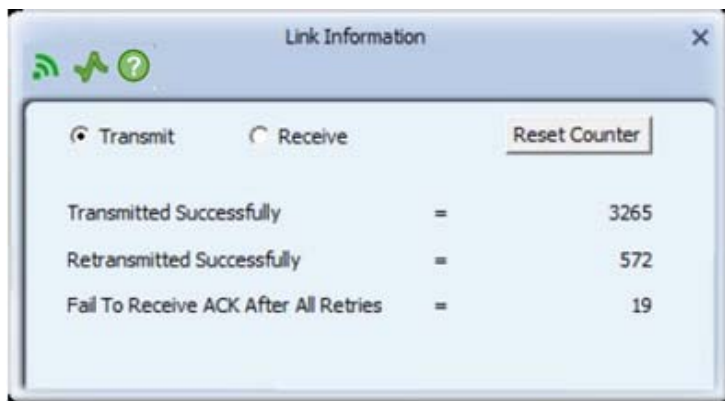 Link Information
Transmit Receive Reset Counter
Transmitted Successfully = 3265
Retransmitted Successfully = 572
Fail To Receive ACK After All Retries = 19